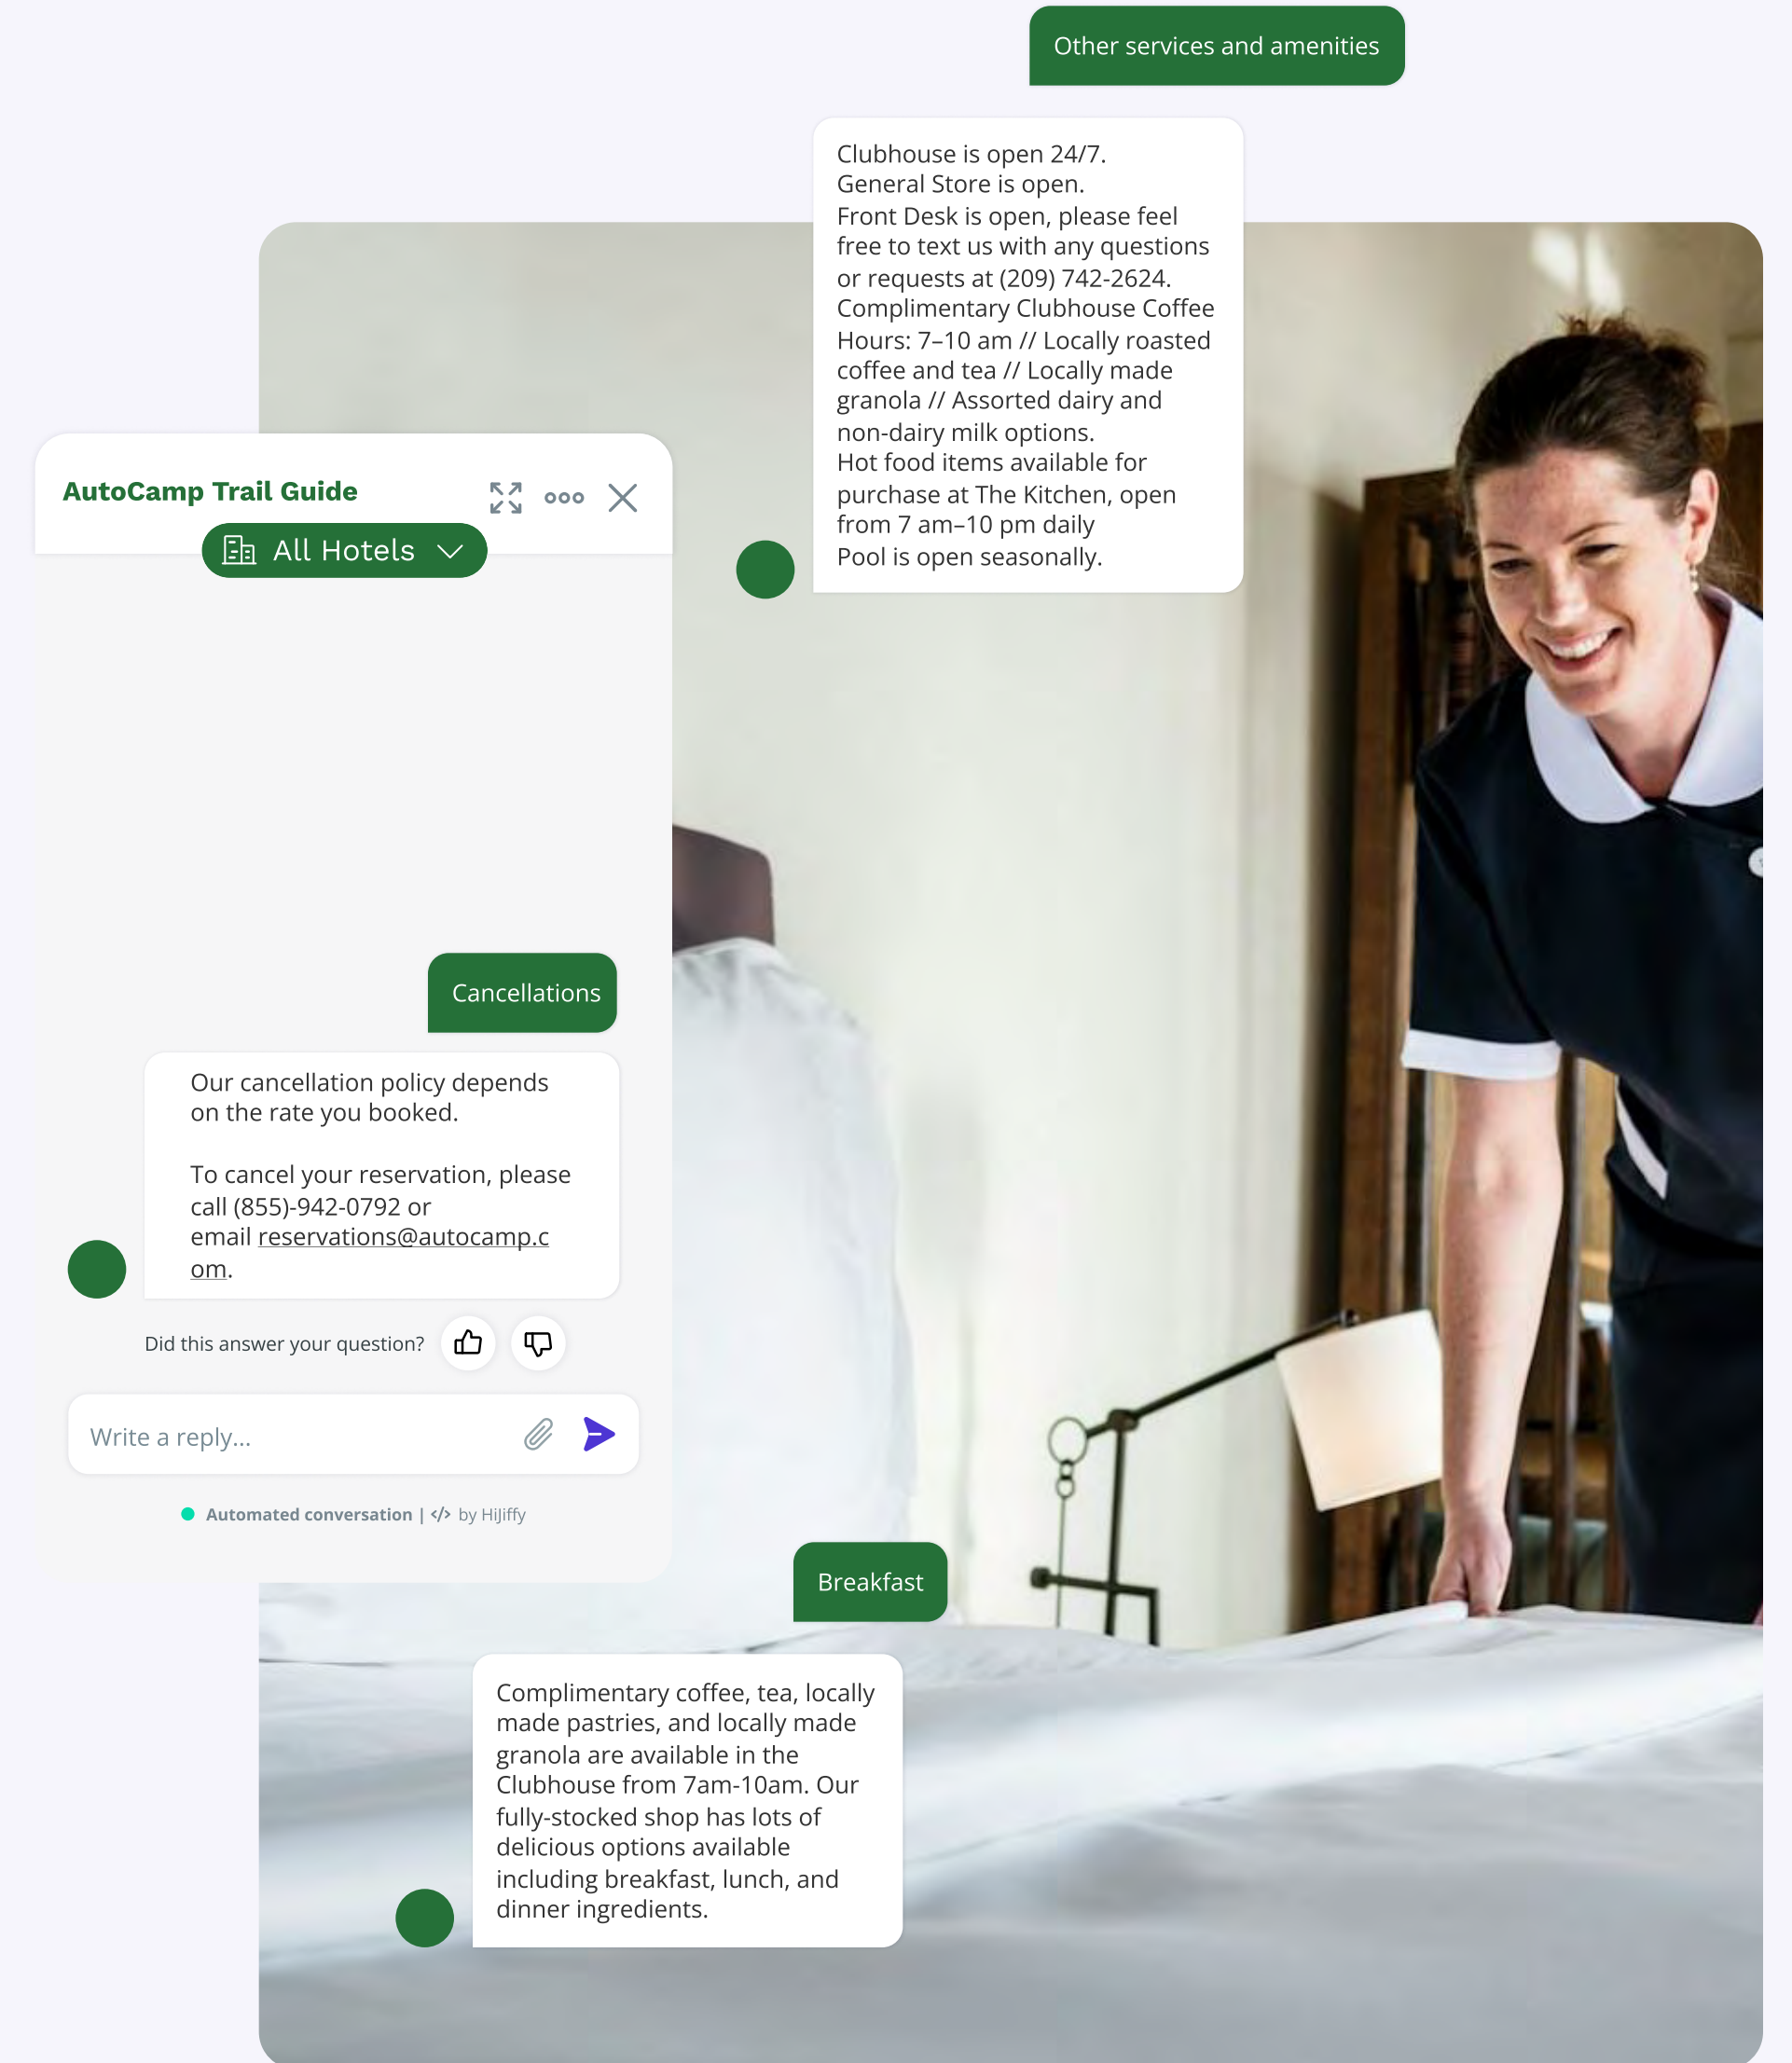 Other services and amenities
Clubhouse is open 24/7.
General Store is open.
Front Desk is open, please feel
free to text us with any questions
or requests at (209) 742-2624.
Complimentary Clubhouse Coffee
Hours: 7–10 am // Locally roasted
coffee and tea // Locally made
granola // Assorted dairy and
non-dairy milk options.
Hot food items available for
purchase at The Kitchen, open
from 7 am–10 pm daily
Pool is open seasonally.
AutoCamp Trail Guide
All Hotels
Cancellations
Our cancellation policy depends
on the rate you booked.
To cancel your reservation, please
call (855)-942-0792 or
email reservations@autocamp.c
om.
Did this answer your question?
Write a reply...
Automated conversation | </> by HiJiffy
Breakfast
Complimentary coffee, tea, locally
made pastries, and locally made
granola are available in the
Clubhouse from 7am-10am. Our
fully-stocked shop has lots of
delicious options available
including breakfast, lunch, and
dinner ingredients.